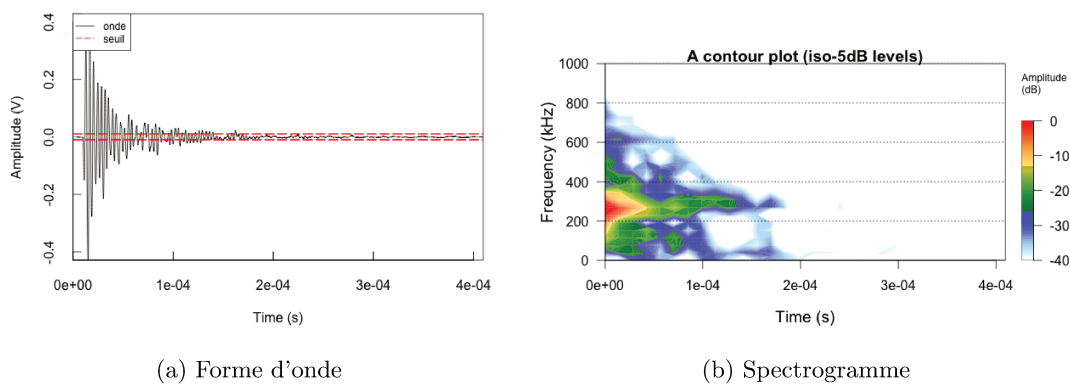 onde
seuil
0.4
0.2
0.0
-0.2
-0.4
Amplitude (V)
0e+00 1e-04 2e-04 3e-04 4e-04
Time (s)
(a) Forme d'onde
A contour plot (iso-5dB levels)
1000
800
600
400
200
0
Frequency (kHz)
0e+00 1e-04 2e-04 3e-04 4e-04
Time (s)
Amplitude
(dB)
0
-10
-20
-30
-40
(b) Spectrogramme